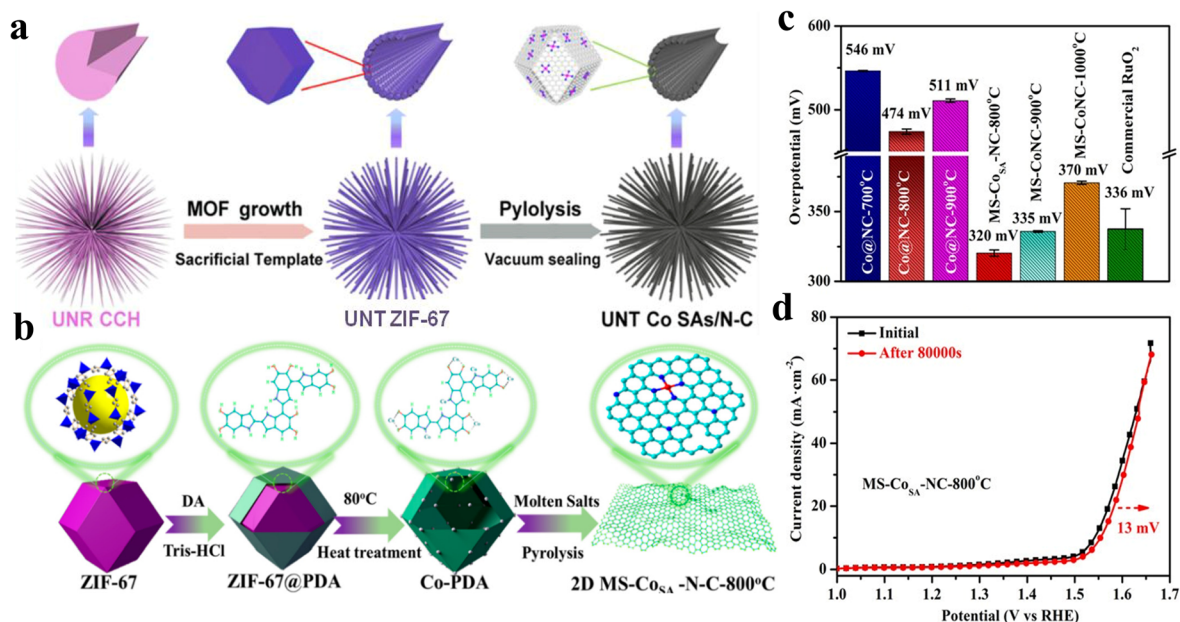 a
MOF growth
Sacrificial Template
Pylolysis
Vacuum sealing
UNR CCH
UNT ZIF-67
UNT Co SAs/N-C
b
DA
Tris-HCl
80°C
Heat treatment
Molten Salts
Pyrolysis
ZIF-67
ZIF-67@PDA
Co-PDA
2D MS-CoSA -N-C-800°C
c
Overpotential (mV)
600
500
350
300
546 mV
474 mV
511 mV
320 mV
335 mV
370 mV
336 mV
Co@NC-700°C
Co@NC-800°C
Co@NC-900°C
MS-CoSA-NC-800°C
MS-CoNC-900°C
MS-CoNC-1000°C
Commercial RuO2
d
Current density (mA·cm-2)
80
60
40
20
0
Initial
After 80000s
MS-CoSA-NC-800°C
13 mV
1.0 1.1 1.2 1.3 1.4 1.5 1.6 1.7
Potential (V vs RHE)